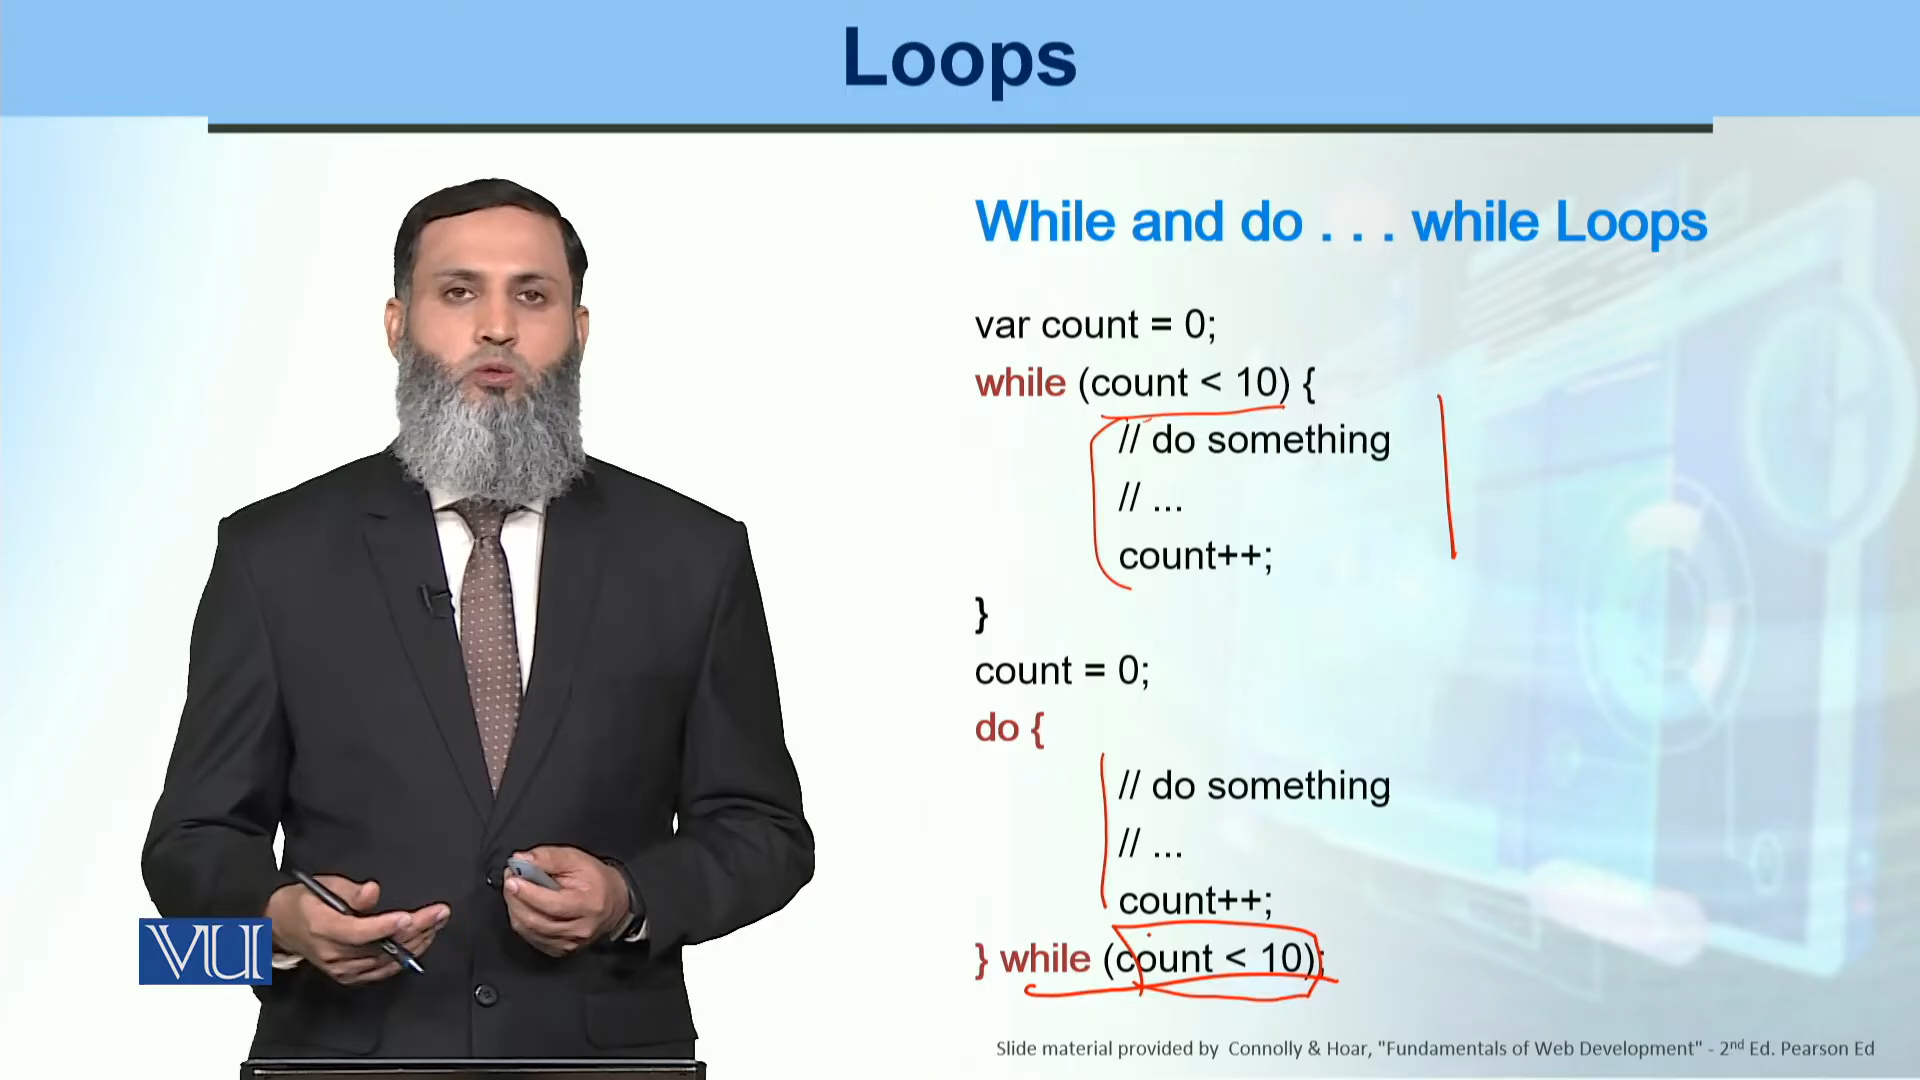 Loops
While and do . . . while Loops
var count = 0;
while (count < 10) {
// do something
// ...
count++;
}
count = 0;
do {
// do something
// ...
count++;
} while (count < 10);
VU
Slide material provided by Connolly & Hoar, "Fundamentals of Web Development" - 2nd Ed. Pearson Ed